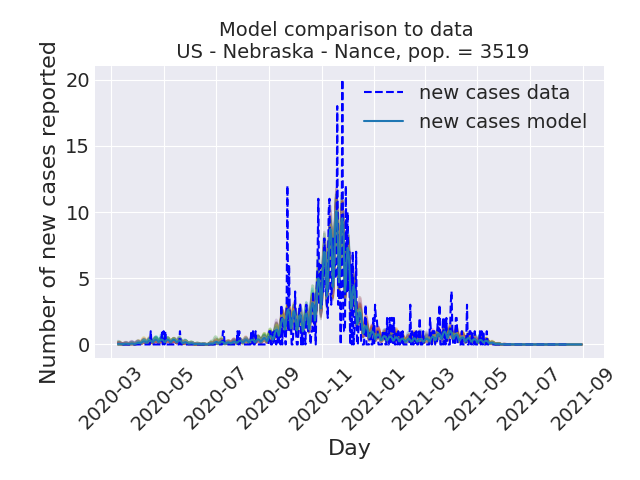 Model comparison to data
US - Nebraska - Nance, pop. = 3519
Number of new cases reported
20
15
10
5
0
new cases data
new cases model
2020-03
2020-05
2020-07
2020-09
2020-11
2021-01
2021-03
2021-05
2021-07
2021-09
Day